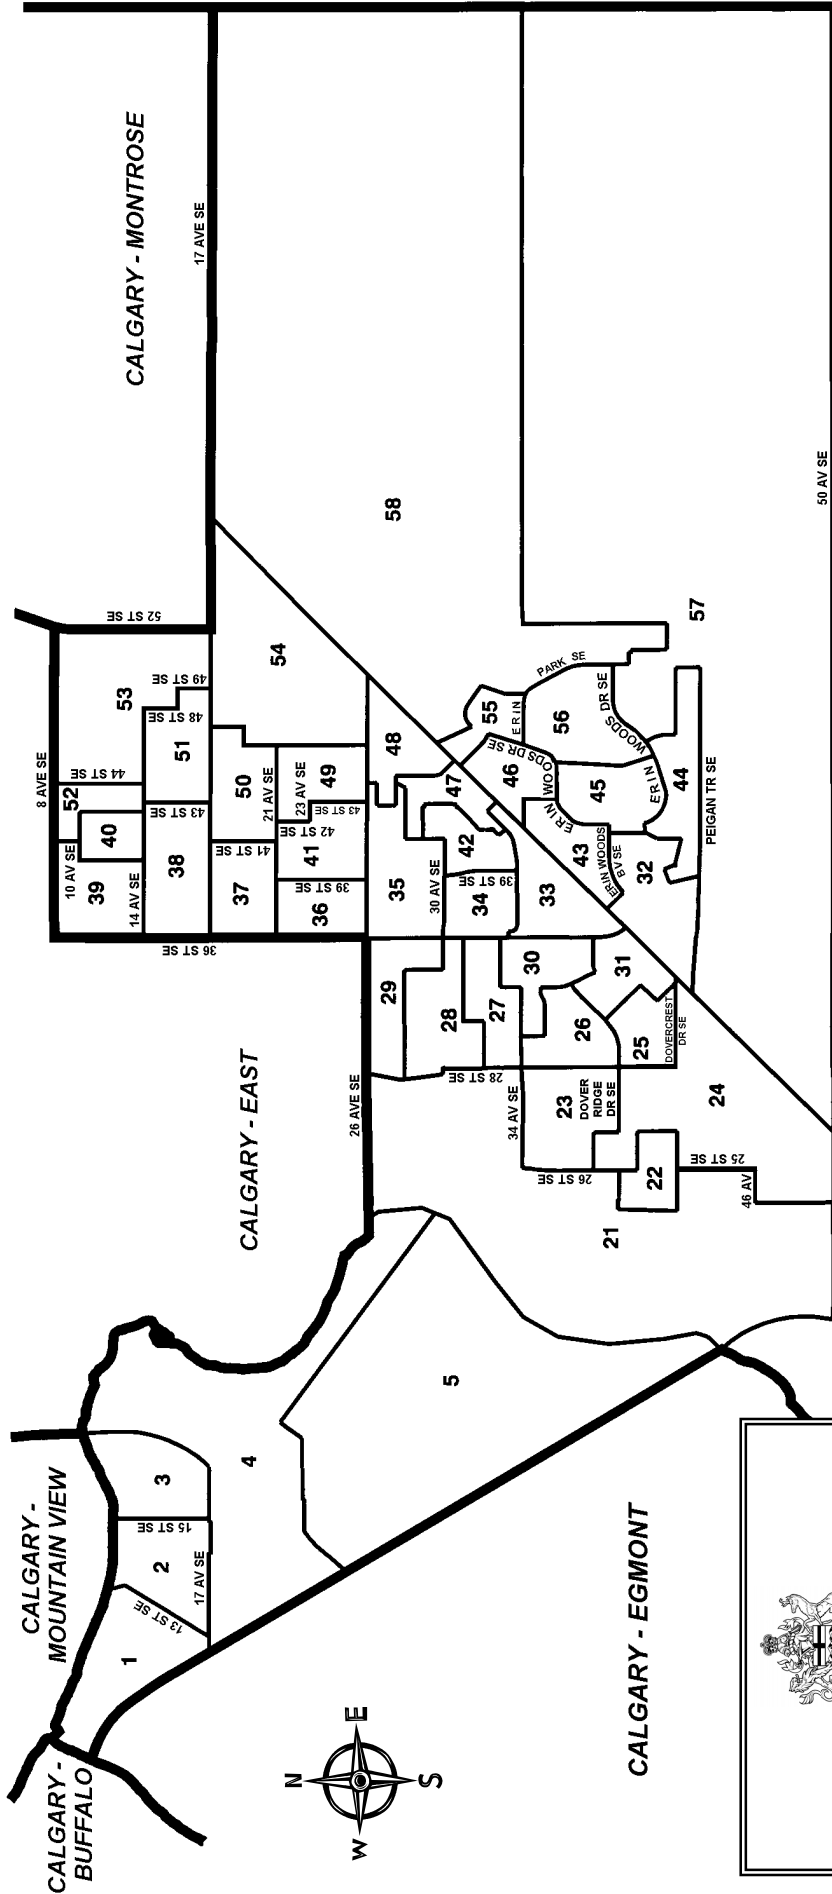 CALGARY -
BUFFALO
CALGARY -
MOUNTAIN VIEW
CALGARY - MONTROSE
CALGARY - EAST
CALGARY - EGMONT
N
E
S
W
1
13 ST SE
2
17 AV SE
15 ST SE
3
4
5
8 AVE SE
10 AV SE
39
14 AV SE
40
52
44 ST SE
53
52 ST SE
49 ST SE
48 ST SE
51
43 ST SE
38
36 ST SE
17 AVE SE
37
41 ST SE
50
21 AV SE
54
36
39 ST SE
41
42 ST SE
23 AV SE
43 ST SE
49
58
26 AVE SE
29
35
48
30 AV SE
28
28 ST SE
27
34
39 ST SE
42
47
55
34 AV SE
30
33
46
ERIN
WOODS DR SE
ERIN
PARK SE
56
26 ST SE
23
DOVER
RIDGE
DR SE
26
31
43
ERIN WOODS
BV SE
45
ERIN
WOODS
DR SE
57
21
22
25 ST SE
46 AV
25
DOVERCREST
DR SE
24
32
44
PEIGAN TR SE
50 AV SE